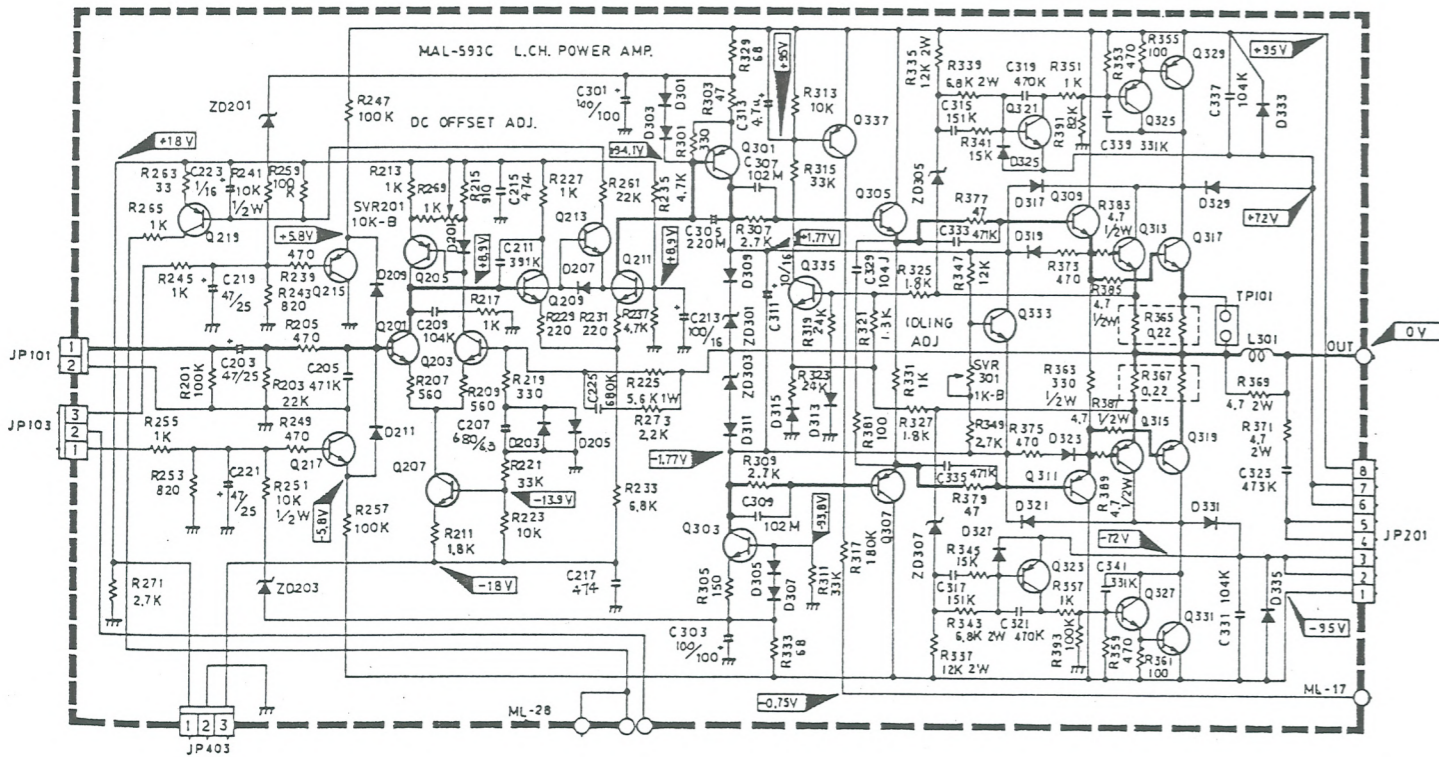 MAL-593C L.CH. POWER AMP.
DC OFFSET ADJ.
ZD201
R247
100K
+18V
R263
33
C223
1/16
R241
10K
1/2W
R259
100
K
R265
1K
Q219
+5.8V
R245
1K
C219
47/25
R239
470
R243
820
Q215
R213
1K
R269
1K
SVR201
10K-B
R215
910
C215
474
D201
Q205
+8.9V
C211
391K
R227
1K
Q213
R261
22K
R235
4.7K
D207
Q211
+8.9V
Q209
D209
R217
1K
R229
220
R231
220
R237
4.7K
C213
100/16
JP101
1
2
R205
470
C203
47/25
R201
100K
R203
22K
C205
471K
Q201
C209
104K
Q203
R207
560
R209
560
R219
330
C225
680K
R225
5.6K 1W
R273
2.2K
C207
680/6.3
D203
D205
JP103
3
2
1
R255
1K
R249
470
Q217
D211
R253
820
C221
47/25
R251
10K
1/2W
R257
100K
-5.8V
Q207
R221
33K
-13.9V
R211
1.8K
R223
10K
R233
6.8K
-18V
C217
474
R271
2.7K
ZD203
JP403
1
2
3
ML-28
C301
100/100
D303
D301
R301
330
R303
47
R329
68
C313
4.7u
+95V
+94.1V
Q301
C307
102M
C305
220M
R307
2.7K
+1.77V
D309
ZD301
ZD303
D311
-1.77V
R309
2.7K
C309
102M
Q303
R305
150
D305
D307
R311
33K
-93.8V
C303
100/100
R333
68
R313
10K
R315
33K
Q337
Q305
C311
10/16
Q335
R319
24K
R323
24K
D315
D313
C329
104J
R325
1.8K
R321
1.3K
R331
1K
R381
100
R327
1.8K
IDLING
ADJ
SVR
301
1K-B
R347
12K
Q333
R349
2.7K
R317
180K
Q307
-0.75V
ML-17
R335
12K 2W
R339
6.8K 2W
C319
470K
R351
1K
C315
151K
Q321
R341
15K
R391
82K
D325
ZD305
R353
470
R355
100
Q329
Q325
C339 331K
C337
104K
D333
+95V
R377
47
C333
471K
D317
Q309
D319
R373
470
R383
4.7
1/2W
Q313
Q317
D329
+72V
R385
4.7
1/2W
R365
0.22
R367
0.22
R363
330
1/2W
TP101
L301
OUT
0V
R369
4.7
2W
R371
4.7
2W
C323
473K
R387
4.7
1/2W
Q315
Q319
R375
470
D323
C335
471K
R379
47
Q311
R389
4.7
1/2W
D321
D331
-72V
ZD307
D327
R345
15K
Q323
C317
151K
R343
6.8K 2W
C321
470K
R357
1K
R337
12K 2W
R393
100K
C341
331K
Q327
R359
470
R361
100
Q331
C331 104K
D335
-95V
JP201
8
7
6
5
4
3
2
1